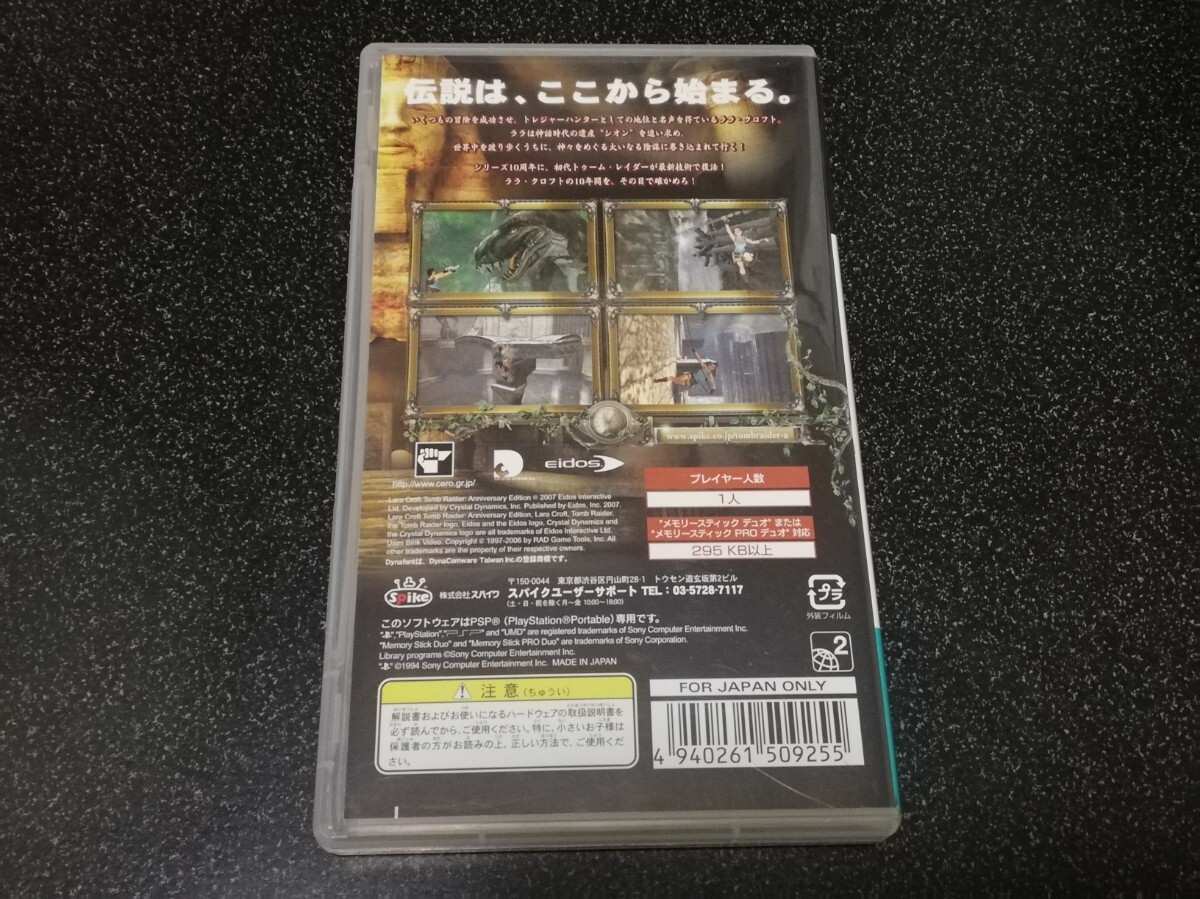 伝説は、ここから始まる。
いくつもの冒険を成功させ、トレジャーハンターとしての地位と名声を得ているララ・クロフト。
ララは神話時代の遺産"シオン"を追い求め、
世界中を渡り歩くうちに、神々をめぐる大いなる陰謀に巻き込まれて行く!
シリーズ10周年に、初代トゥーム・レイダーが最新技術で復活!
ララ・クロフトの10年間を、その目で確かめろ!
www.spike.co.jp/tombraider-a
eidos
http://www.cero.gr.jp/
Lara Croft Tomb Raider: Anniversary Edition © 2007 Eidos Interactive
Ltd. Developed by Crystal Dynamics, Inc. Published by Eidos, Inc. 2007.
Lara Croft Tomb Raider: Anniversary Edition, Lara Croft, Tomb Raider,
the Tomb Raider logo, Eidos and the Eidos logo, Crystal Dynamics and
the Crystal Dynamics logo are all trademarks of Eidos Interactive Ltd.
Uses Bink Video. Copyright © 1997-2006 by RAD Game Tools, Inc. All
other trademarks are the property of their respective owners.
Dynafontは、DynaComware Taiwan Inc.の登録商標です。
プレイヤー人数
1人
"メモリースティック デュオ" または
"メモリースティック PRO デュオ" 対応
295 KB以上
Spike
株式会社スパイク
〒150-0044 東京都渋谷区円山町28-1 トウセン道玄坂第2ビル
スパイクユーザーサポート TEL:03-5728-7117
(土・日・祝を除く月～金 10:00～18:00)
プラ
外装フィルム
このソフトウェアはPSP®(PlayStation®Portable)専用です。
"PlayStation", "PSP" and "UMD" are registered trademarks of Sony Computer Entertainment Inc.
"Memory Stick Duo" and "Memory Stick PRO Duo" are trademarks of Sony Corporation.
Library programs ©Sony Computer Entertainment Inc.
©1994 Sony Computer Entertainment Inc. MADE IN JAPAN
2
注意(ちゅうい)
解説書およびお使いになるハードウェアの取扱説明書を
必ず読んでから、ご使用ください。特に、小さいお子様は
保護者の方がお読みの上、正しい方法で、ご使用くだ
さい。
FOR JAPAN ONLY
4 940261 509255